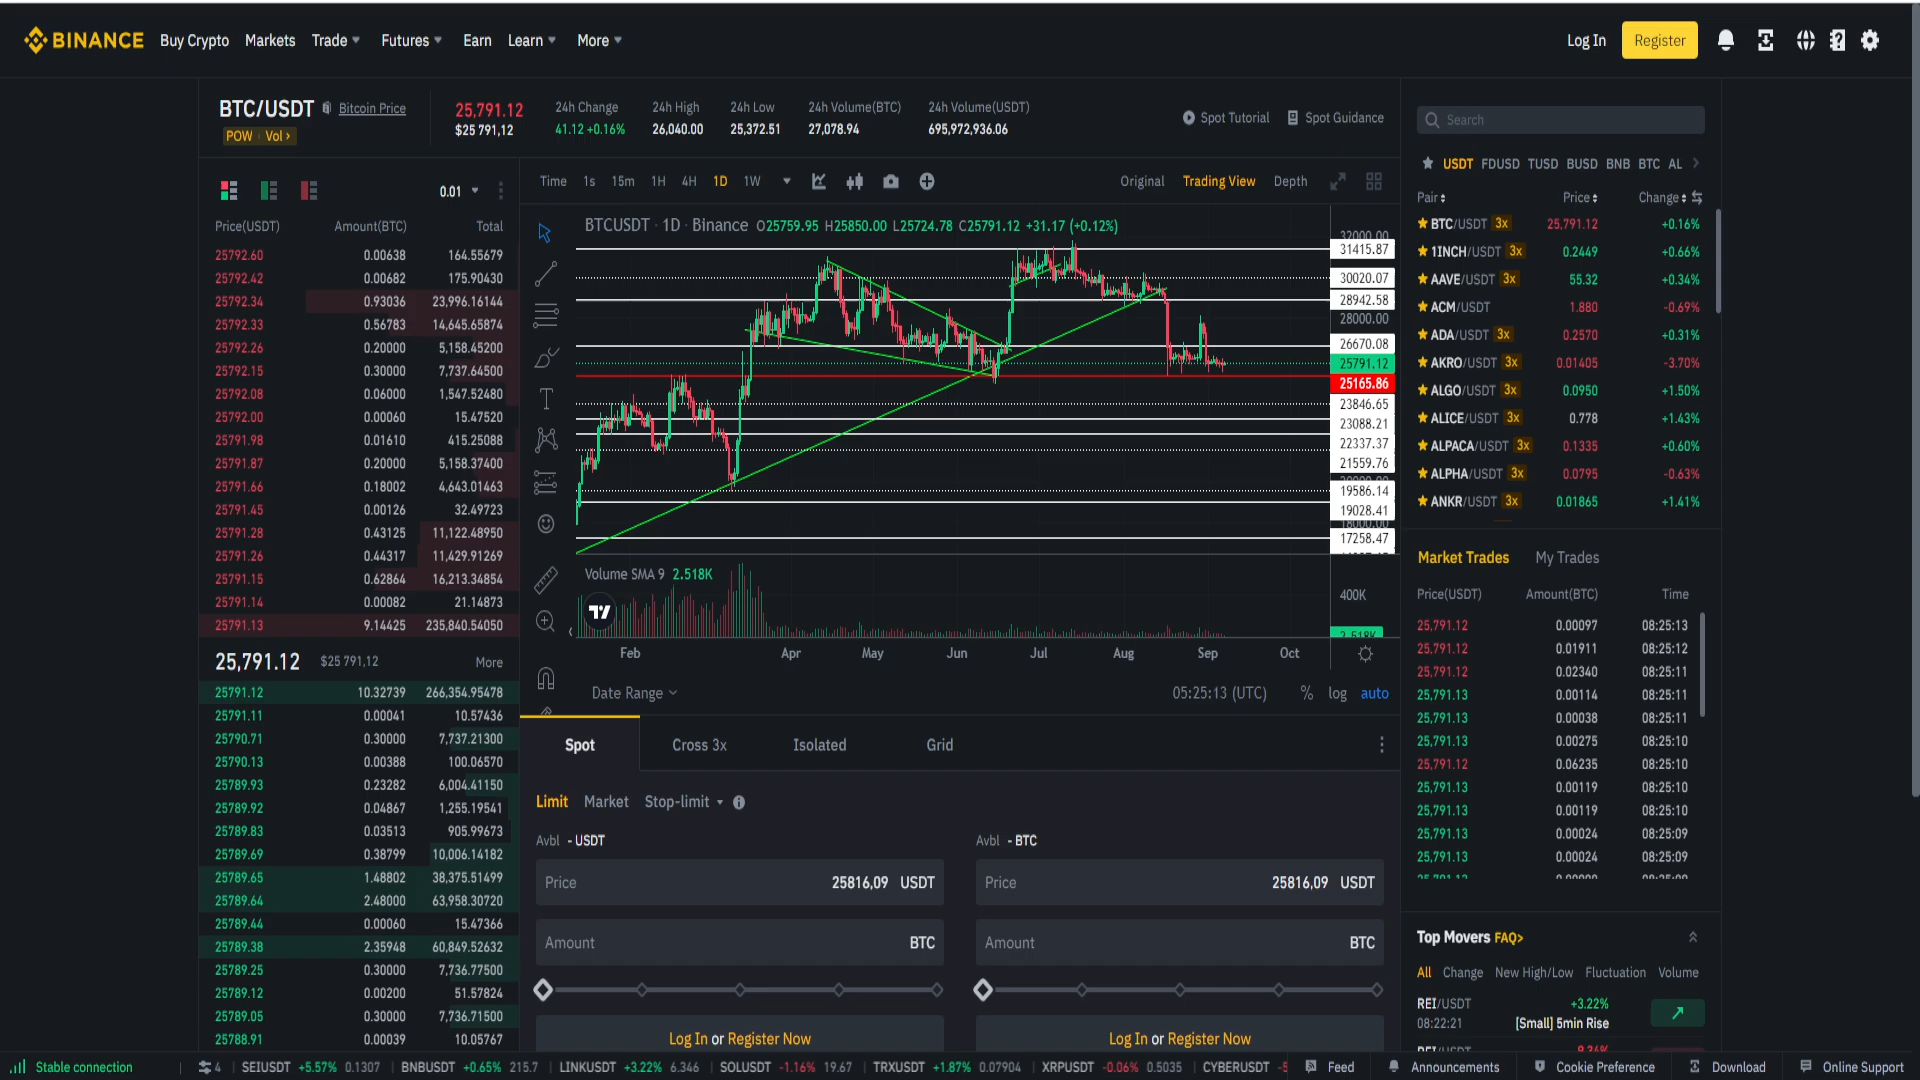 BINANCE Buy Crypto Markets Trade Futures Earn Learn More Log In Register
BTC/USDT Bitcoin Price
POW Vol ›
25,791.12
$25 791,12
24h Change
41.12 +0.16%
24h High
26,040.00
24h Low
25,372.51
24h Volume(BTC)
27,078.94
24h Volume(USDT)
695,972,936.06
Spot Tutorial Spot Guidance
0.01
Price(USDT) Amount(BTC) Total
25792.60 0.00638 164.55679
25792.42 0.00682 175.90430
25792.34 0.93036 23,996.16144
25792.33 0.56783 14,645.65874
25792.26 0.20000 5,158.45200
25792.15 0.30000 7,737.64500
25792.08 0.06000 1,547.52480
25792.00 0.00060 15.47520
25791.98 0.01610 415.25088
25791.87 0.20000 5,158.37400
25791.66 0.18002 4,643.01463
25791.45 0.00126 32.49723
25791.28 0.43125 11,122.48950
25791.26 0.44317 11,429.91269
25791.15 0.62864 16,213.34854
25791.14 0.00082 21.14873
25791.13 9.14425 235,840.54050
25,791.12 $25 791,12 More
25791.12 10.32739 266,354.95478
25791.11 0.00041 10.57436
25790.71 0.30000 7,737.21300
25790.13 0.00388 100.06570
25789.93 0.23282 6,004.41150
25789.92 0.04867 1,255.19541
25789.83 0.03513 905.99673
25789.69 0.38799 10,006.14182
25789.65 1.48802 38,375.51499
25789.64 2.48000 63,958.30720
25789.44 0.00060 15.47366
25789.38 2.35948 60,849.52632
25789.25 0.30000 7,736.77500
25789.12 0.00200 51.57824
25789.05 0.30000 7,736.71500
25788.91 0.00039 10.05767
Time 1s 15m 1H 4H 1D 1W Original Trading View Depth
BTCUSDT · 1D · Binance O25759.95 H25850.00 L25724.78 C25791.12 +31.17 (+0.12%)
32000.00
31415.87
30020.07
28942.58
28000.00
26670.08
25791.12
25165.86
23846.65
23088.21
22337.37
21559.76
19586.14
19028.41
18000.00
17258.47
Volume SMA 9 2.518K
400K
2.518K
Feb Apr May Jun Jul Aug Sep Oct
Date Range 05:25:13 (UTC) % log auto
Spot Cross 3x Isolated Grid
Limit Market Stop-limit
Avbl - USDT
Price 25816,09 USDT
Amount BTC
Log In or Register Now
Avbl - BTC
Price 25816,09 USDT
Amount BTC
Log In or Register Now
Search
USDT FDUSD TUSD BUSD BNB BTC AL
Pair Price Change
BTC/USDT 3x 25,791.12 +0.16%
1INCH/USDT 3x 0.2449 +0.66%
AAVE/USDT 3x 55.32 +0.34%
ACM/USDT 1.880 -0.69%
ADA/USDT 3x 0.2570 +0.31%
AKRO/USDT 3x 0.01405 -3.70%
ALGO/USDT 3x 0.0950 +1.50%
ALICE/USDT 3x 0.778 +1.43%
ALPACA/USDT 3x 0.1335 +0.60%
ALPHA/USDT 3x 0.0795 -0.63%
ANKR/USDT 3x 0.01865 +1.41%
Market Trades My Trades
Price(USDT) Amount(BTC) Time
25,791.12 0.00097 08:25:13
25,791.12 0.01911 08:25:12
25,791.12 0.02340 08:25:11
25,791.13 0.00114 08:25:11
25,791.13 0.00038 08:25:11
25,791.13 0.00275 08:25:10
25,791.12 0.06235 08:25:10
25,791.13 0.00119 08:25:10
25,791.13 0.00119 08:25:10
25,791.13 0.00024 08:25:09
25,791.13 0.00024 08:25:09
Top Movers FAQ>
All Change New High/Low Fluctuation Volume
REI/USDT +3.22%
08:22:21 [Small] 5min Rise
Stable connection
4 SEIUSDT +5.57% 0.1307 BNBUSDT +0.65% 215.7 LINKUSDT +3.22% 6.346 SOLUSDT -1.16% 19.67 TRXUSDT +1.87% 0.07904 XRPUSDT -0.06% 0.5035 CYBERUSDT -5
Feed Announcements Cookie Preference Download Online Support